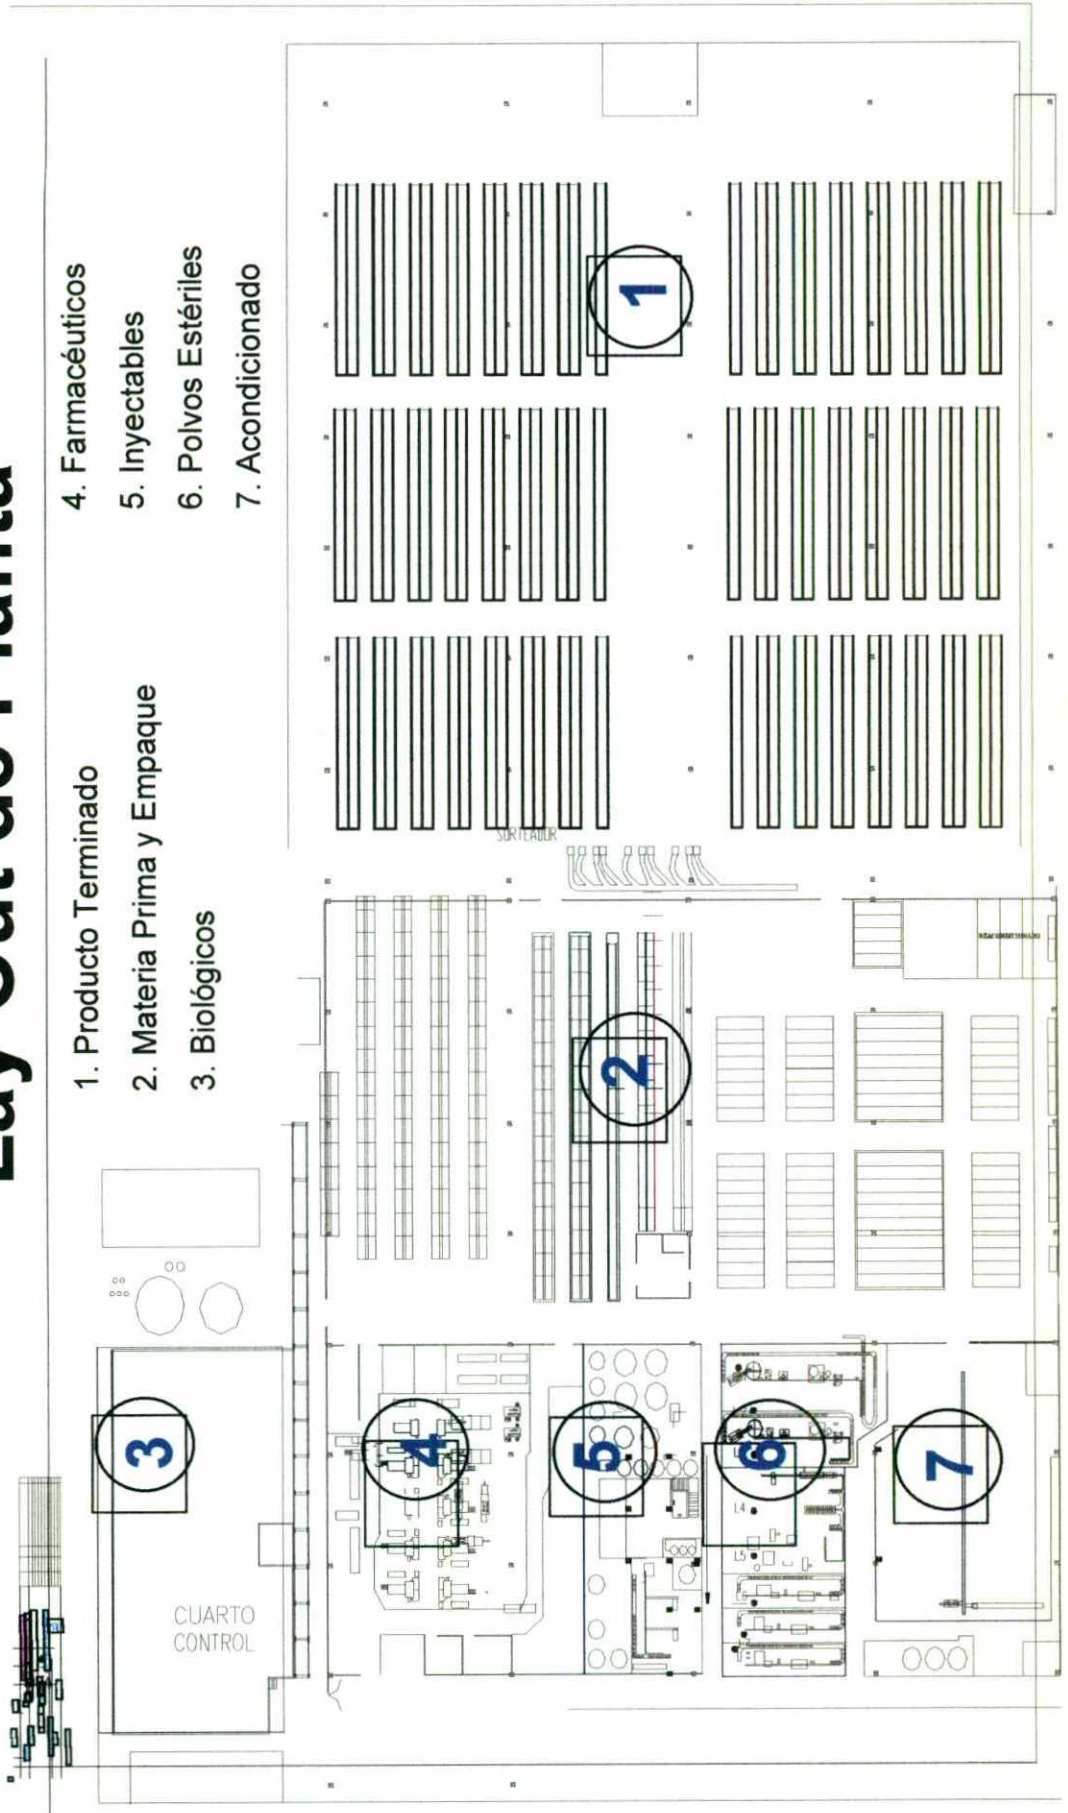 Lay Out de Planta
1. Producto Terminado
2. Materia Prima y Empaque
3. Biológicos
4. Farmacéuticos
5. Inyectables
6. Polvos Estériles
7. Acondicionado
CUARTO
CONTROL
SORTEADOR
3
4
5
6
7
2
1
L4
L5